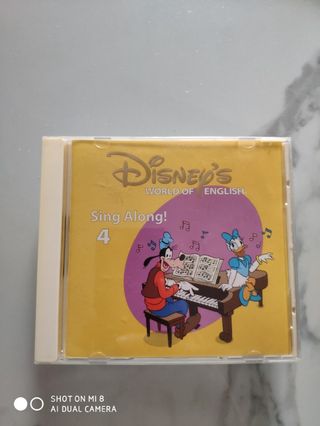 Disney's
WORLD OF ENGLISH
Sing Along!
4
SHOT ON MI 8
AI DUAL CAMERA